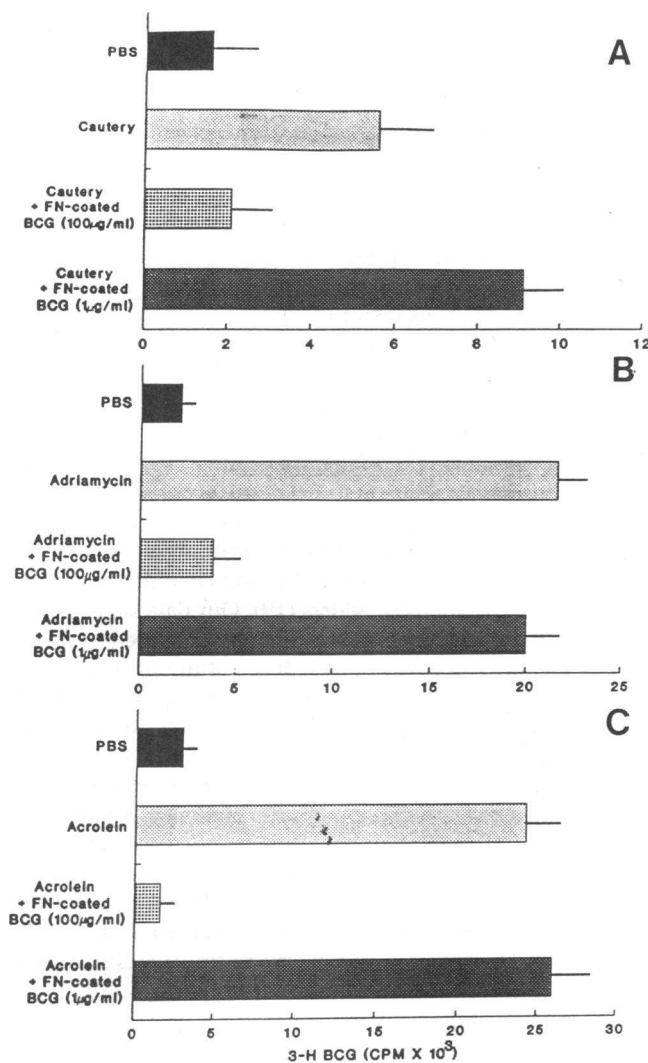 A
PBS
Cautery
Cautery
+ FN-coated
BCG (100µg/ml)
Cautery
+ FN-coated
BCG (1µg/ml)
0 2 4 6 8 10 12
B
PBS
Adriamycin
Adriamycin
+ FN-coated
BCG (100µg/ml)
Adriamycin
+ FN-coated
BCG (1µg/ml)
0 5 10 15 20 25
C
PBS
Acrolein
Acrolein
+ FN-coated
BCG (100µg/ml)
Acrolein
+ FN-coated
BCG (1µg/ml)
0 5 10 15 20 25 30
3-H BCG (CPM X 10³)